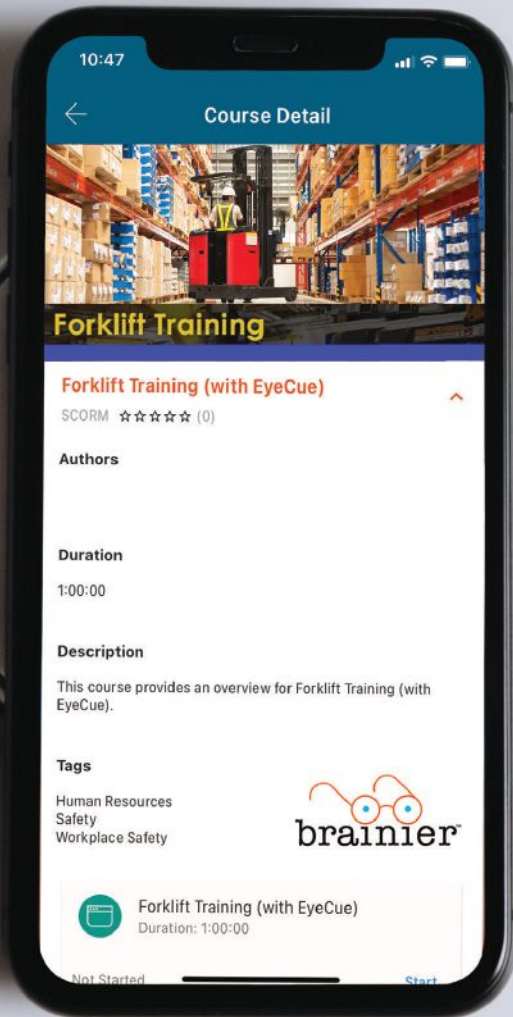 10:47
Course Detail
Forklift Training
Forklift Training (with EyeCue)
SCORM ☆☆☆☆☆ (0)
Authors
Duration
1:00:00
Description
This course provides an overview for Forklift Training (with
EyeCue).
Tags
Human Resources
Safety
Workplace Safety
brainier™
Forklift Training (with EyeCue)
Duration: 1:00:00
Not Started
Start